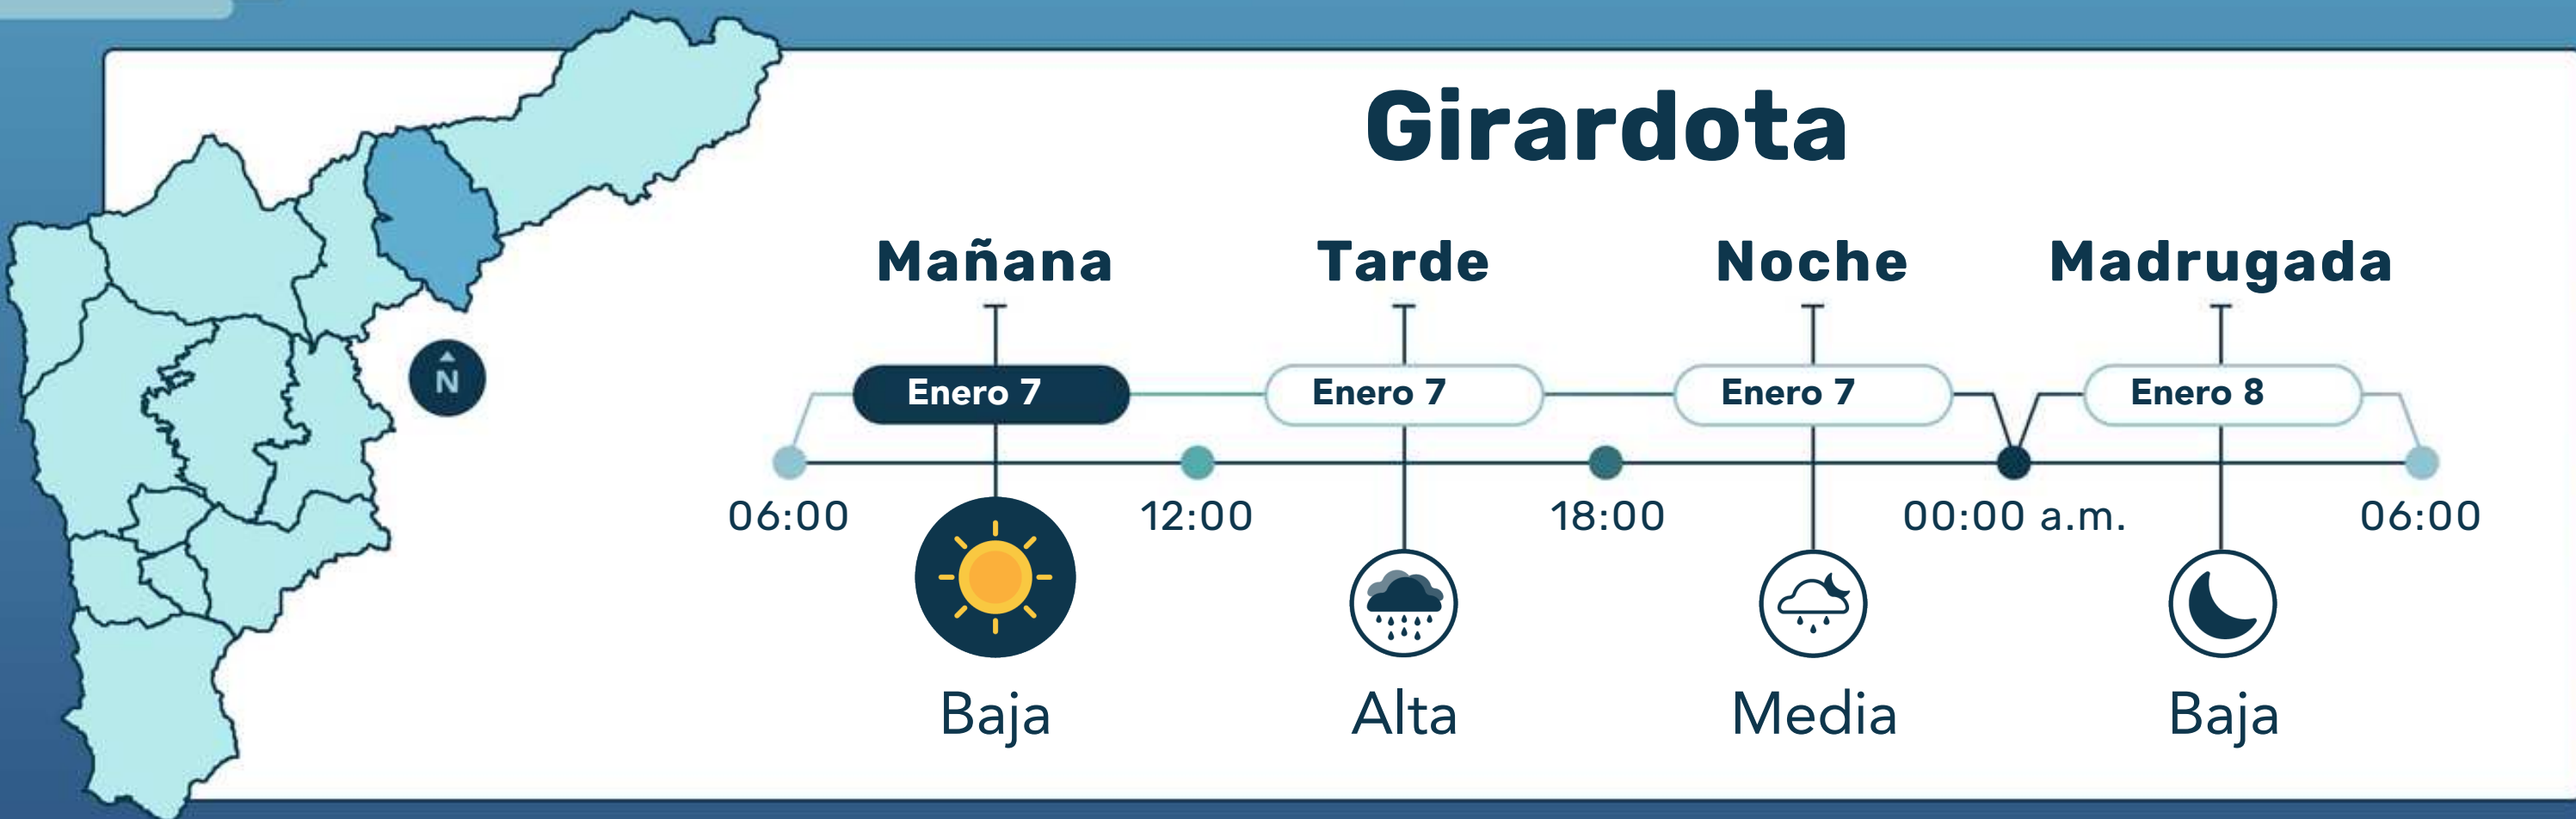 Girardota
Mañana Tarde Noche Madrugada
Enero 7 Enero 7 Enero 7 Enero 8
N
06:00 12:00 18:00 00:00 a.m. 06:00
Baja Alta Media Baja